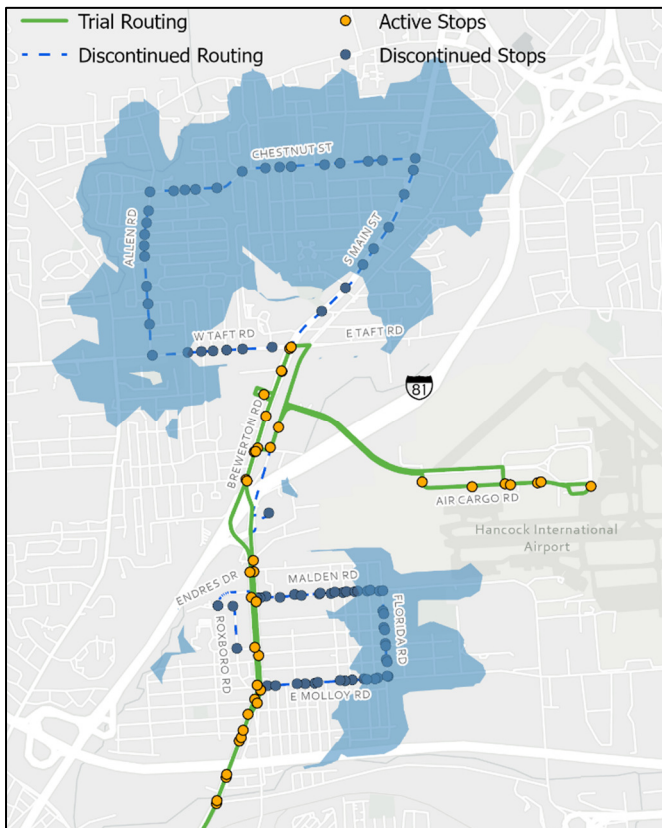 Trial Routing
Active Stops
Discontinued Routing
Discontinued Stops
CHESTNUT ST
ALLEN RD
S MAIN ST
W TAFT RD
E TAFT RD
81
BREWERTON RD
AIR CARGO RD
Hancock International
Airport
ENDRES DR
MALDEN RD
ROXBORO RD
FLORIDA RD
E MOLLOY RD